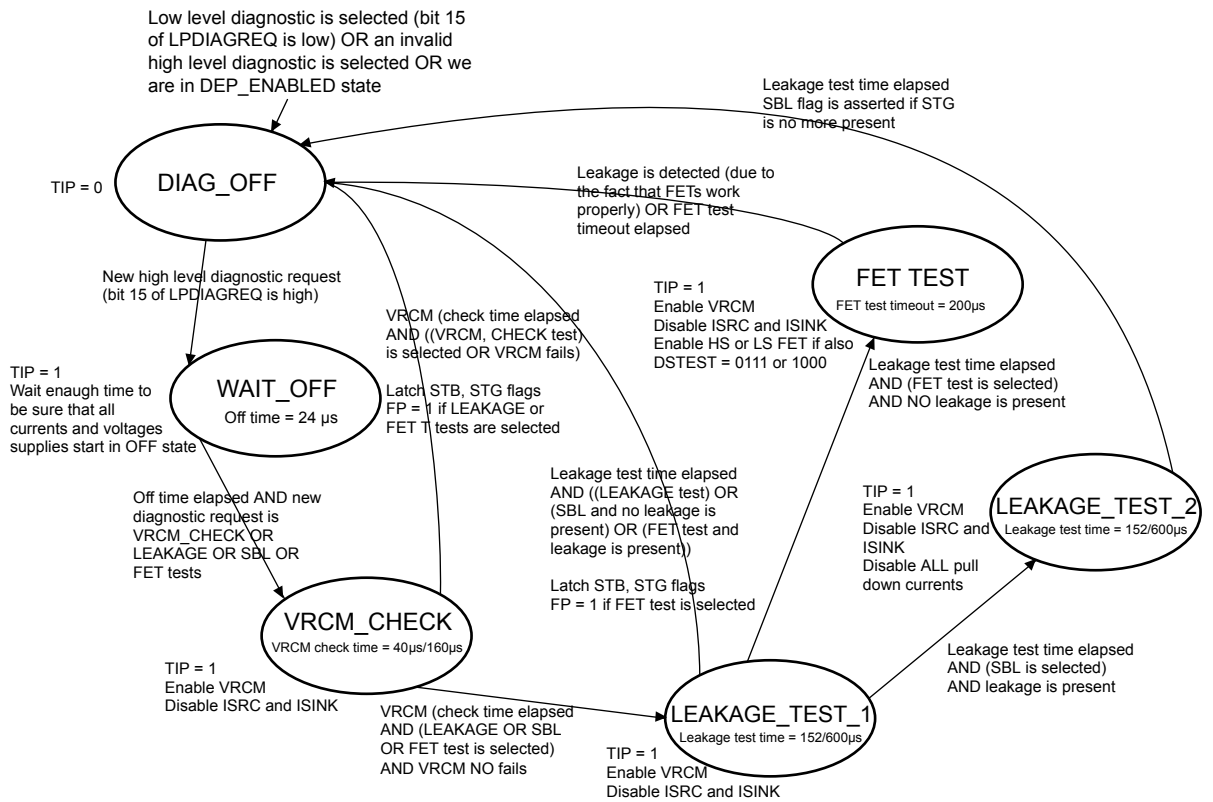 Low level diagnostic is selected (bit 15
of LPDIAGREQ is low) OR an invalid
high level diagnostic is selected OR we
are in DEP_ENABLED state
Leakage test time elapsed
SBL flag is asserted if STG
is no more present
TIP = 0
DIAG_OFF
Leakage is detected (due to
the fact that FETs work
properly) OR FET test
timeout elapsed
New high level diagnostic request
(bit 15 of LPDIAGREQ is high)
FET TEST
FET test timeout = 200µs
TIP = 1
Enable VRCM
Disable ISRC and ISINK
Enable HS or LS FET if also
DSTEST = 0111 or 1000
VRCM (check time elapsed
AND ((VRCM, CHECK test)
is selected OR VRCM fails)
Latch STB, STG flags
FP = 1 if LEAKAGE or
FET T tests are selected
TIP = 1
Wait enaugh time to
be sure that all
currents and voltages
supplies start in OFF state
WAIT_OFF
Off time = 24 µs
Leakage test time elapsed
AND (FET test is selected)
AND NO leakage is present
Off time elapsed AND new
diagnostic request is
VRCM_CHECK OR
LEAKAGE OR SBL OR
FET tests
Leakage test time elapsed
AND ((LEAKAGE test) OR
(SBL and no leakage is
present) OR (FET test and
leakage is present))
Latch STB, STG flags
FP = 1 if FET test is selected
TIP = 1
Enable VRCM
Disable ISRC and
ISINK
Disable ALL pull
down currents
LEAKAGE_TEST_2
Leakage test time = 152/600µs
VRCM_CHECK
VRCM check time = 40µs/160µs
TIP = 1
Enable VRCM
Disable ISRC and ISINK
Leakage test time elapsed
AND (SBL is selected)
AND leakage is present
VRCM (check time elapsed
AND (LEAKAGE OR SBL
OR FET test is selected)
AND VRCM NO fails
LEAKAGE_TEST_1
Leakage test time = 152/600µs
TIP = 1
Enable VRCM
Disable ISRC and ISINK